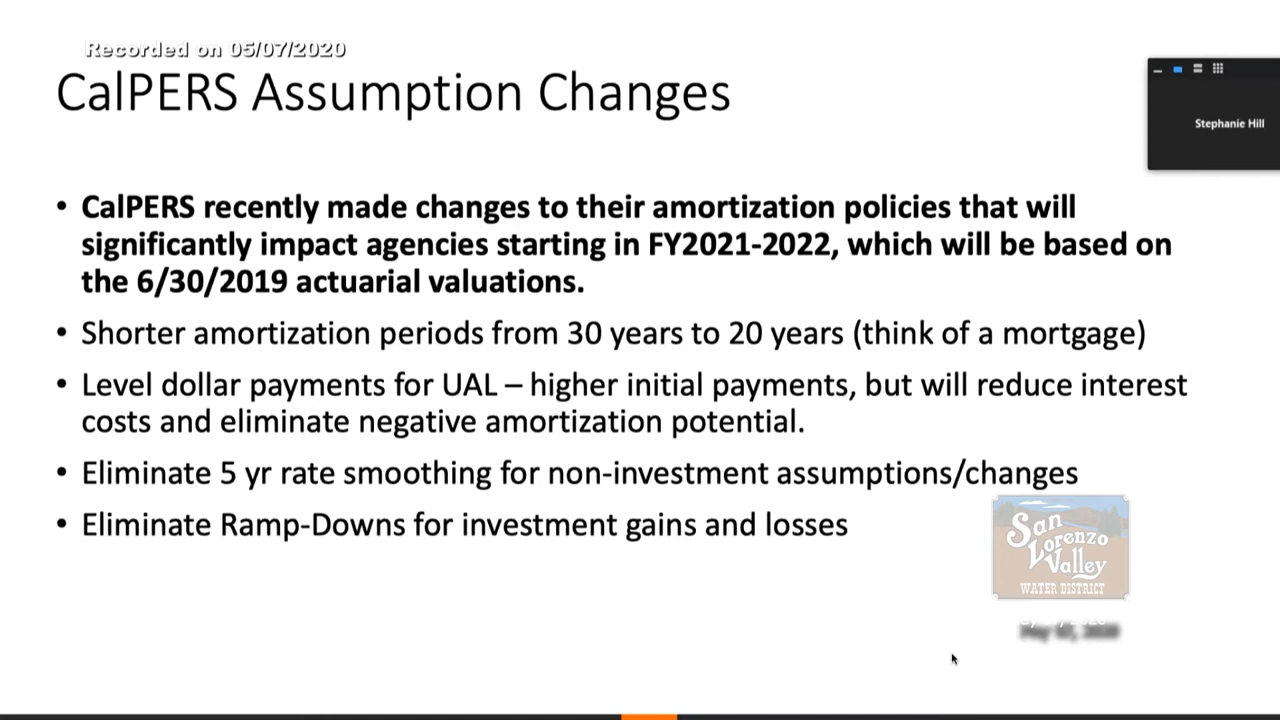 Recorded on 05/07/2020
CalPERS Assumption Changes
Stephanie Hill
• CalPERS recently made changes to their amortization policies that will
significantly impact agencies starting in FY2021-2022, which will be based on
the 6/30/2019 actuarial valuations.
• Shorter amortization periods from 30 years to 20 years (think of a mortgage)
• Level dollar payments for UAL – higher initial payments, but will reduce interest
costs and eliminate negative amortization potential.
• Eliminate 5 yr rate smoothing for non-investment assumptions/changes
• Eliminate Ramp-Downs for investment gains and losses
San
Lorenzo
Valley
WATER DISTRICT